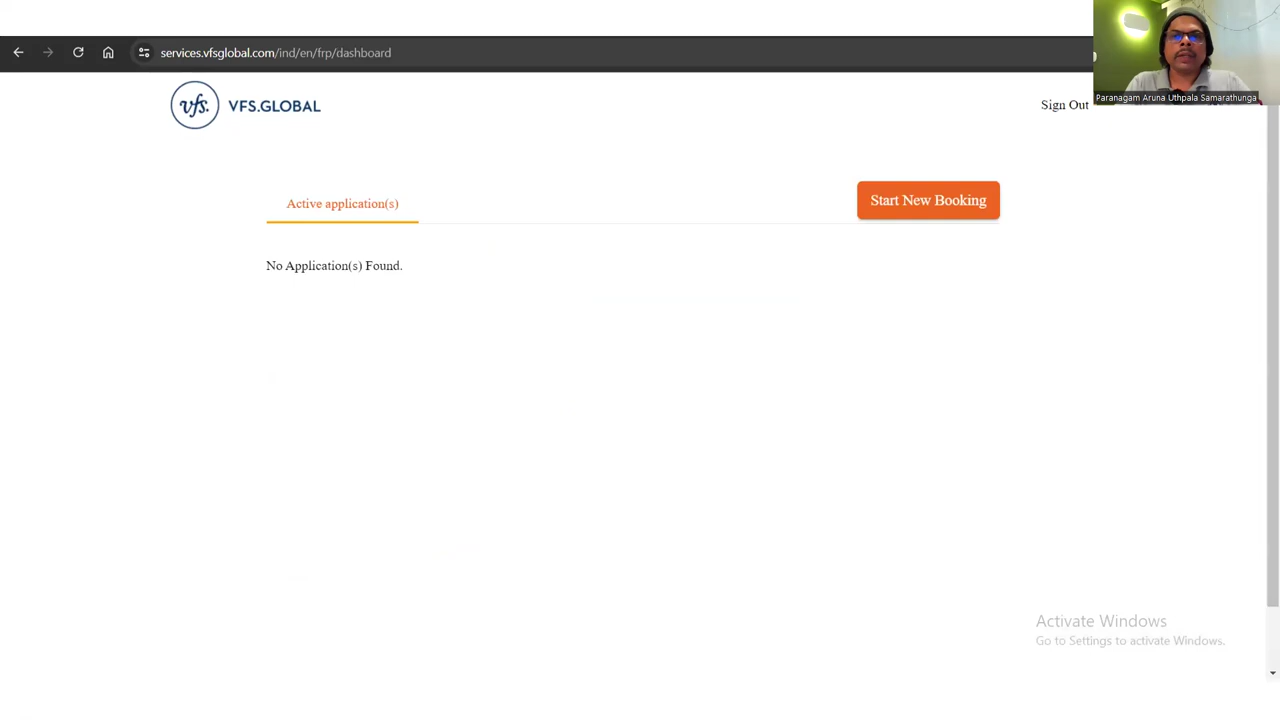 services.vfsglobal.com/ind/en/frp/dashboard
vfs. VFS.GLOBAL
Sign Out
Paranagam Aruna Uthpala Samarathunga
Active application(s)
Start New Booking
No Application(s) Found.
Activate Windows
Go to Settings to activate Windows.